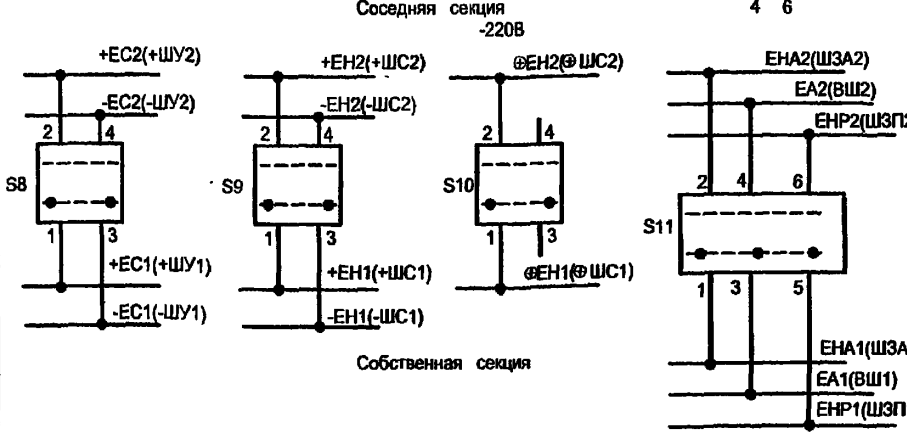 Соседняя секция
4 6
-220В
+ЕС2(+ШУ2)
+ЕН2(+ШС2)
⊕ЕН2(⊕ШС2)
ЕНА2(ШЗА2)
-ЕС2(-ШУ2)
-ЕН2(-ШС2)
ЕА2(ВШ2)
ЕНР2(ШЗП2
2 4
2 4
2 4
2 4 6
S8
S9
S10
S11
1 3
1 3
1 3
1 3 5
+ЕС1(+ШУ1)
+ЕН1(+ШС1)
⊕ЕН1(⊕ШС1)
-ЕС1(-ШУ1)
-ЕН1(-ШС1)
Собственная секция
ЕНА1(ШЗА
ЕА1(ВШ1)
ЕНР1(ШЗП